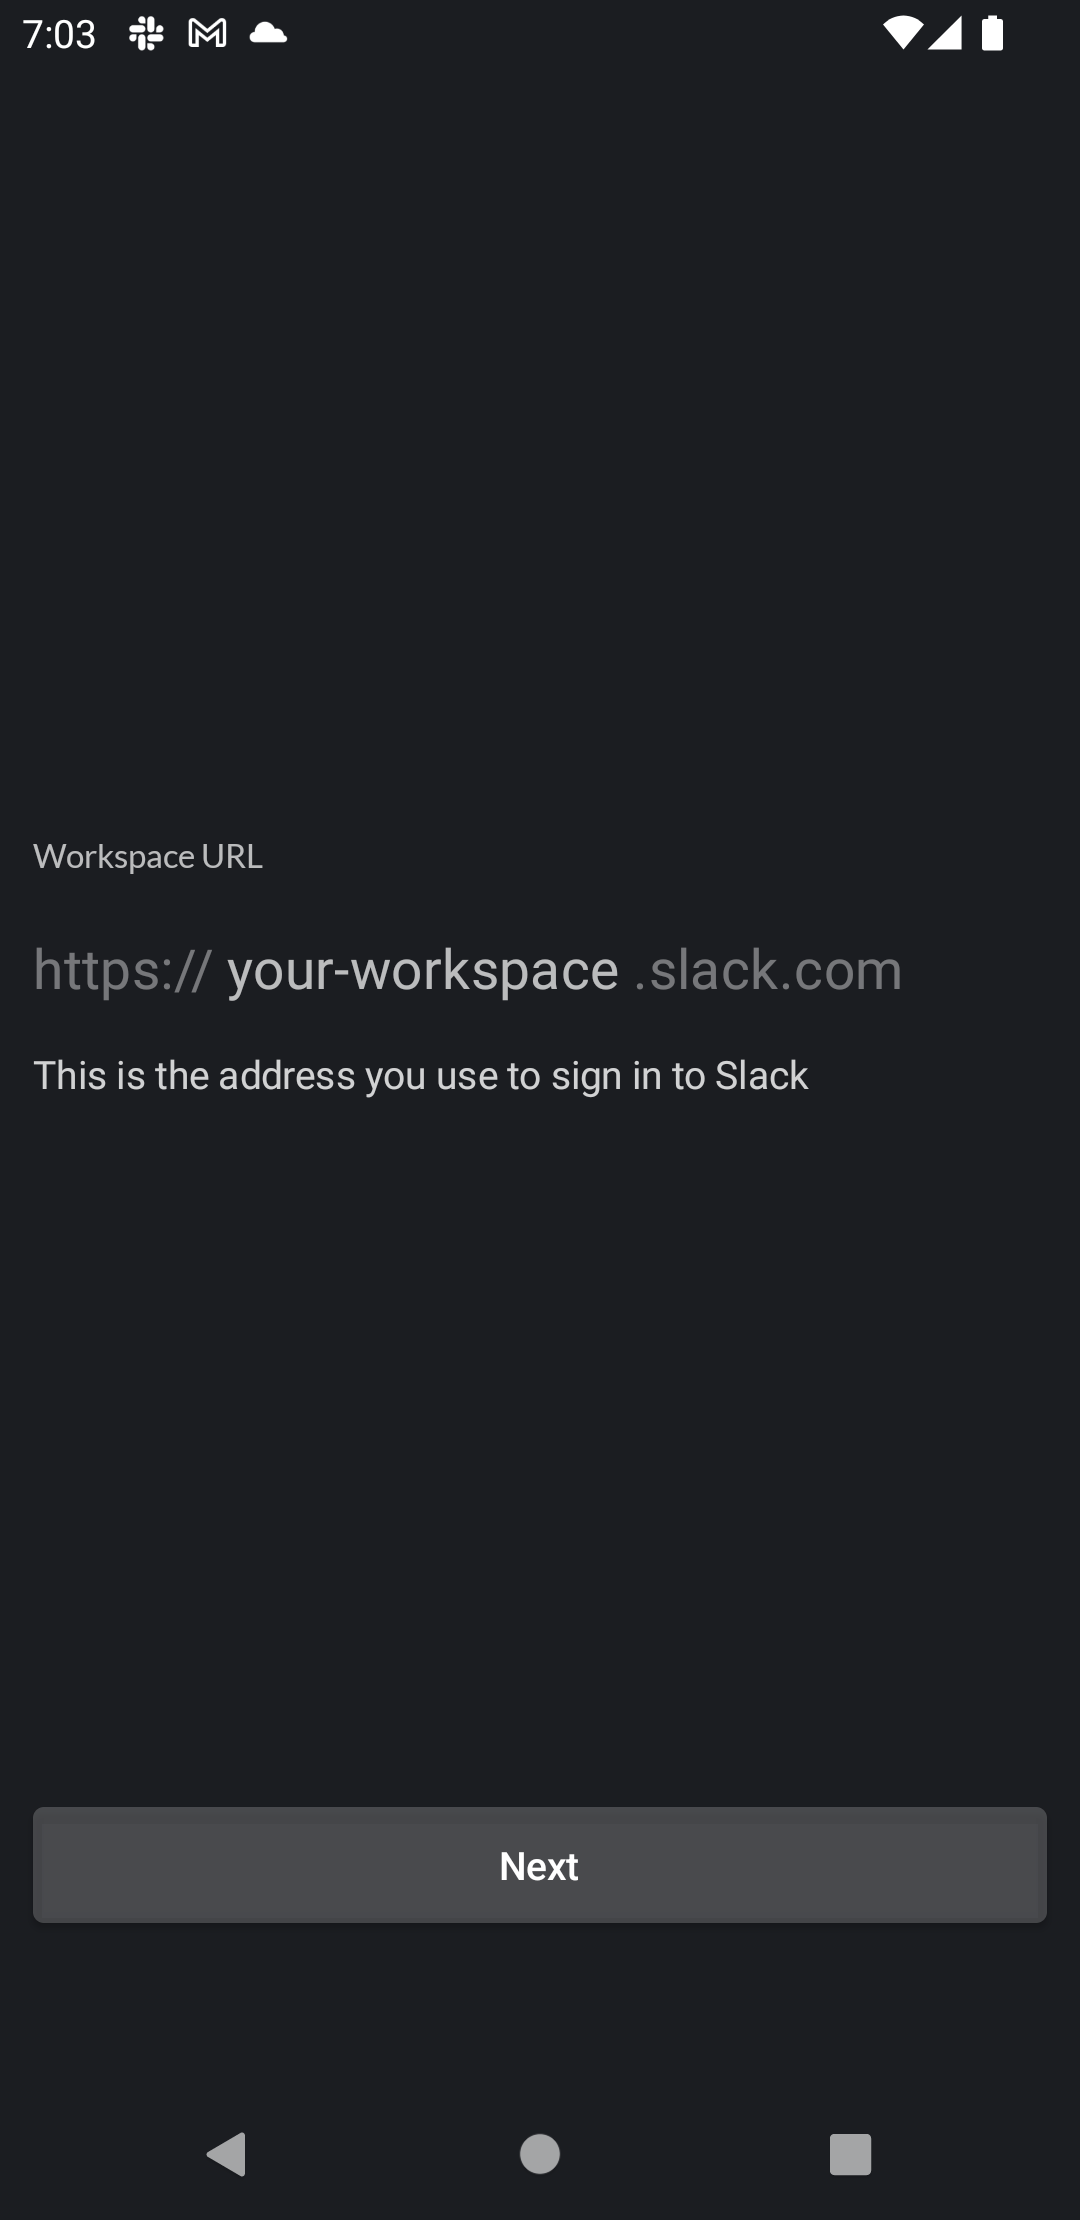 7:03
Workspace URL
https:// your-workspace .slack.com
This is the address you use to sign in to Slack
Next